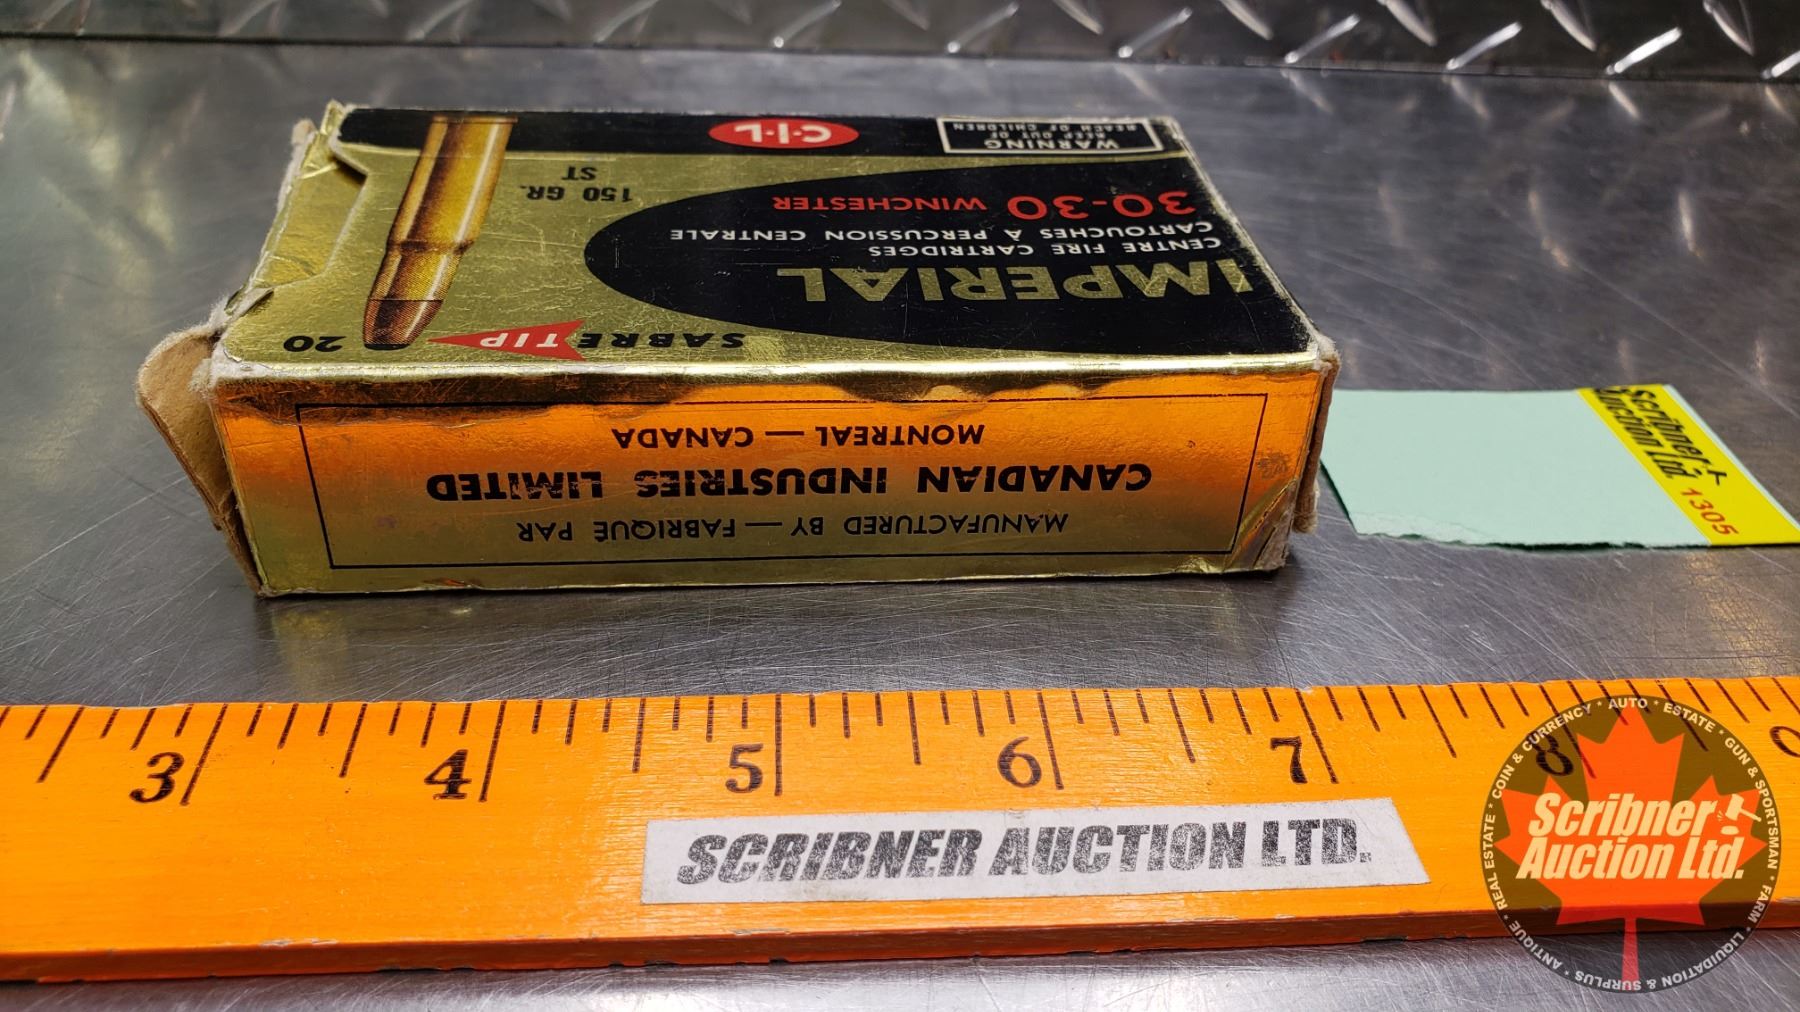 IMPERIAL
CENTRE FIRE CARTRIDGES
CARTOUCHES À PERCUSSION CENTRALE
30-30 WINCHESTER
WARNING
KEEP OUT OF
REACH OF CHILDREN
C·I·L
SABRE TIP
20
150 GR.
ST
MANUFACTURED BY — FABRIQUÉ PAR
CANADIAN INDUSTRIES LIMITED
MONTREAL — CANADA
Scribner
Auction Ltd.
1305
3 4 5 6 7 8
SCRIBNER AUCTION LTD.
COIN & CURRENCY * AUTO * ESTATE * GUN & SPORTSMAN * FARM * LIQUIDATION & SURPLUS * ANTIQUE * REAL ESTATE *
Scribner
Auction Ltd.